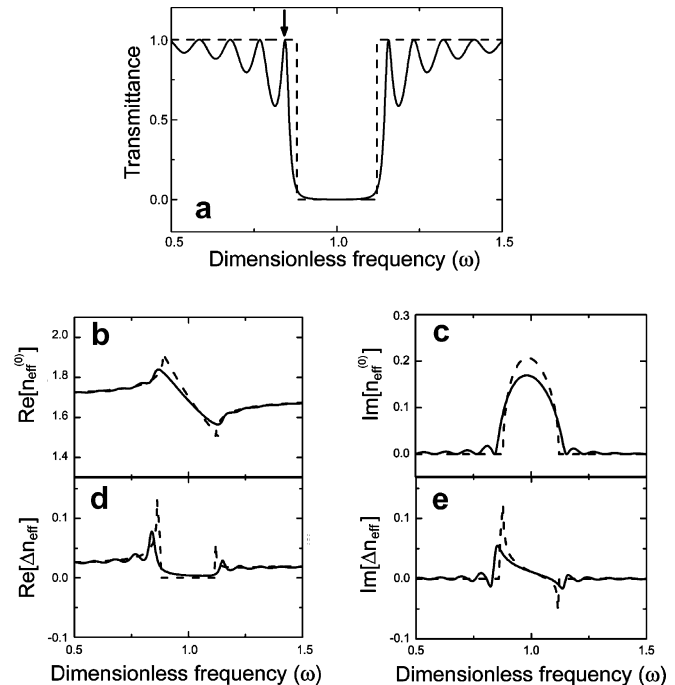 1.0
0.5
0.0
Transmittance
a
0.5 1.0 1.5
Dimensionless frequency (ω)
2.0
1.8
1.6
1.4
Re[n_eff^(0)]
b
0.3
0.2
0.1
0.0
Im[n_eff^(0)]
c
0.1
0.0
-0.1
Re[Δn_eff]
d
0.5 1.0 1.5
Dimensionless frequency (ω)
0.1
0.0
-0.1
Im[Δn_eff]
e
0.5 1.0 1.5
Dimensionless frequency (ω)